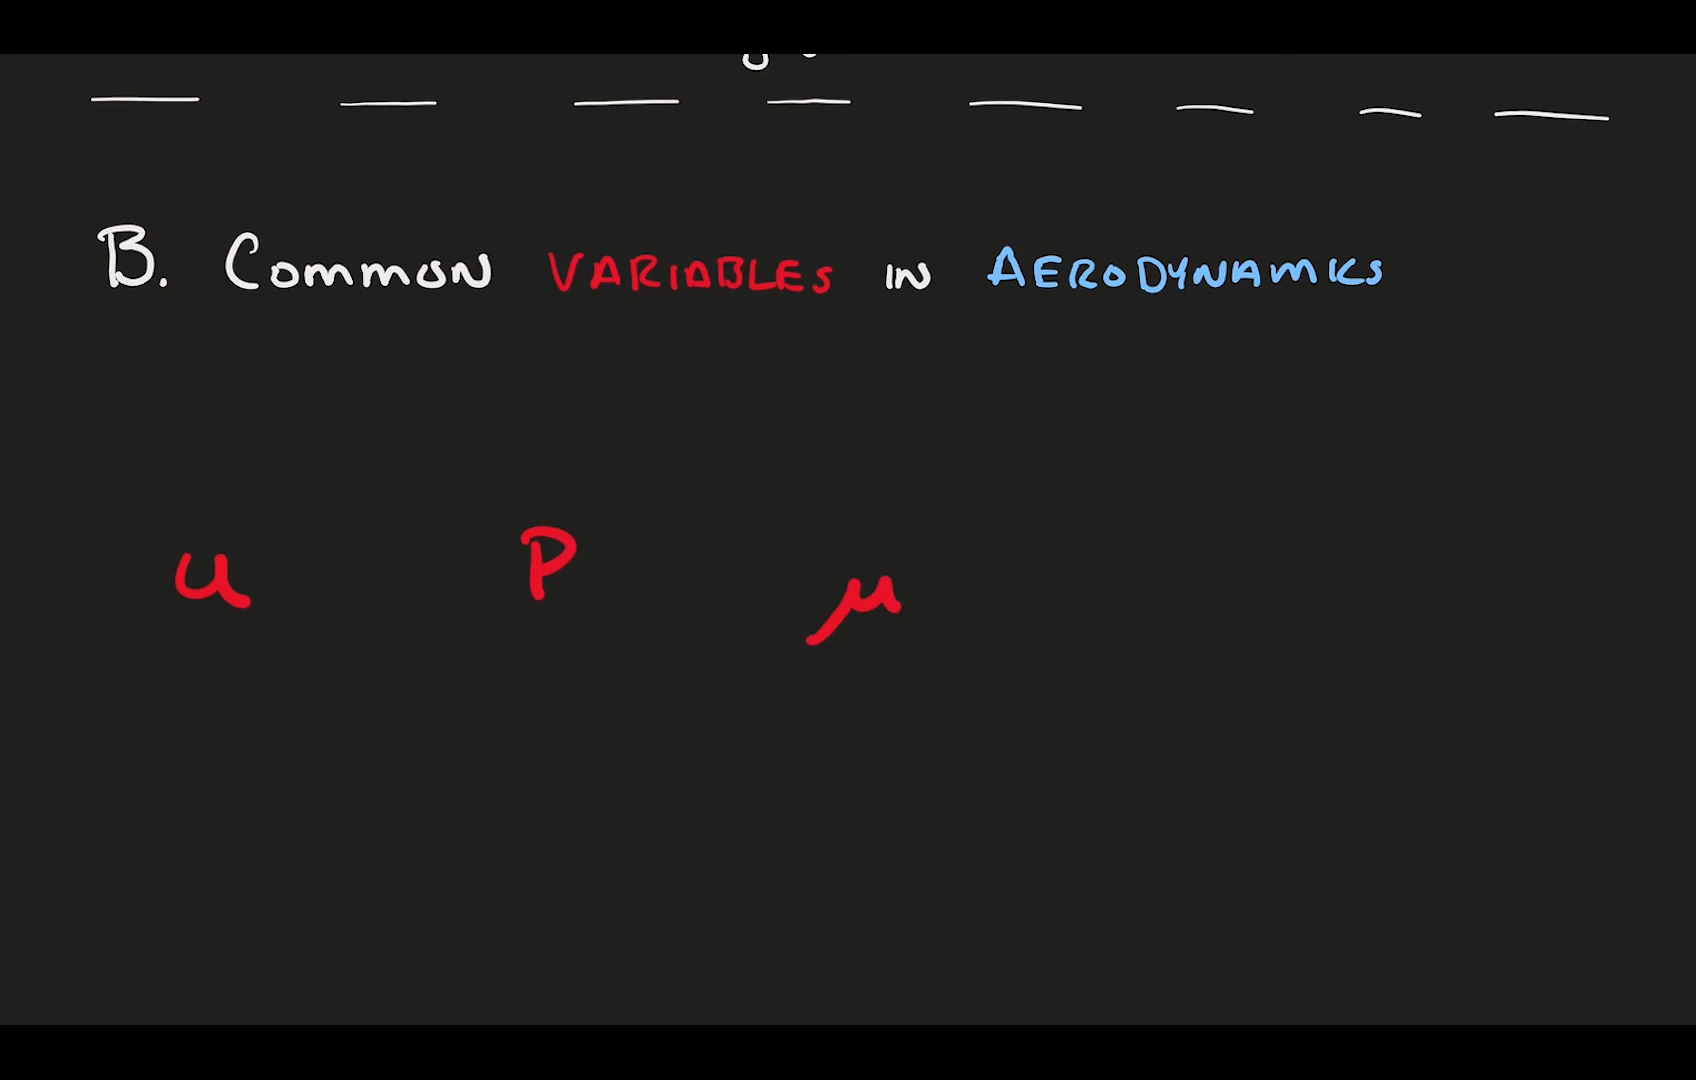 B. Common VARIABLES IN AERODYNAMICS
u P μ